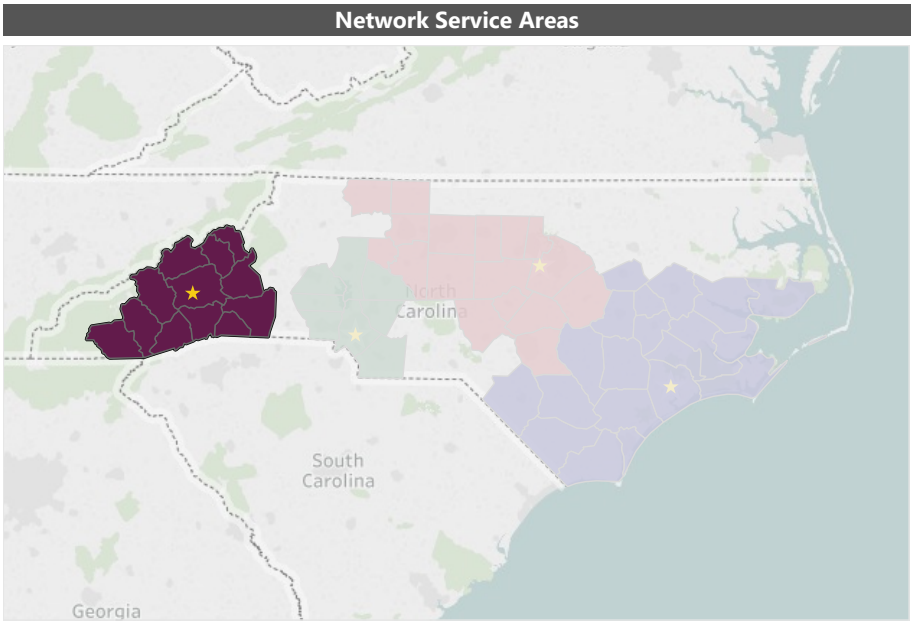 Network Service Areas
North
Carolina
South
Carolina
Georgia